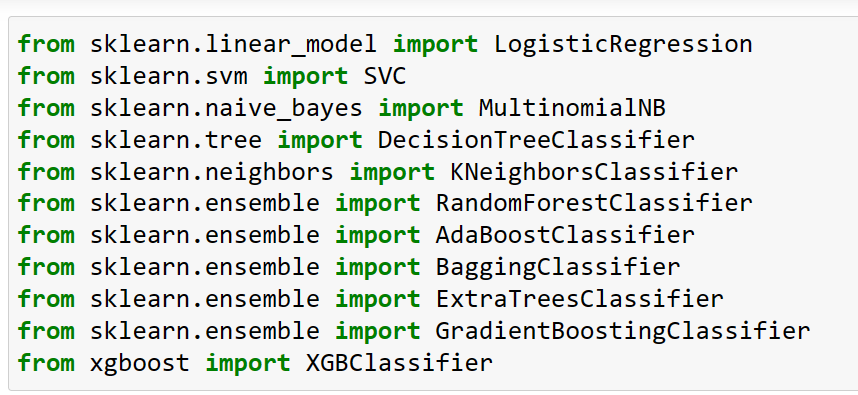 from sklearn.linear_model import LogisticRegression
from sklearn.svm import SVC
from sklearn.naive_bayes import MultinomialNB
from sklearn.tree import DecisionTreeClassifier
from sklearn.neighbors import KNeighborsClassifier
from sklearn.ensemble import RandomForestClassifier
from sklearn.ensemble import AdaBoostClassifier
from sklearn.ensemble import BaggingClassifier
from sklearn.ensemble import ExtraTreesClassifier
from sklearn.ensemble import GradientBoostingClassifier
from xgboost import XGBClassifier